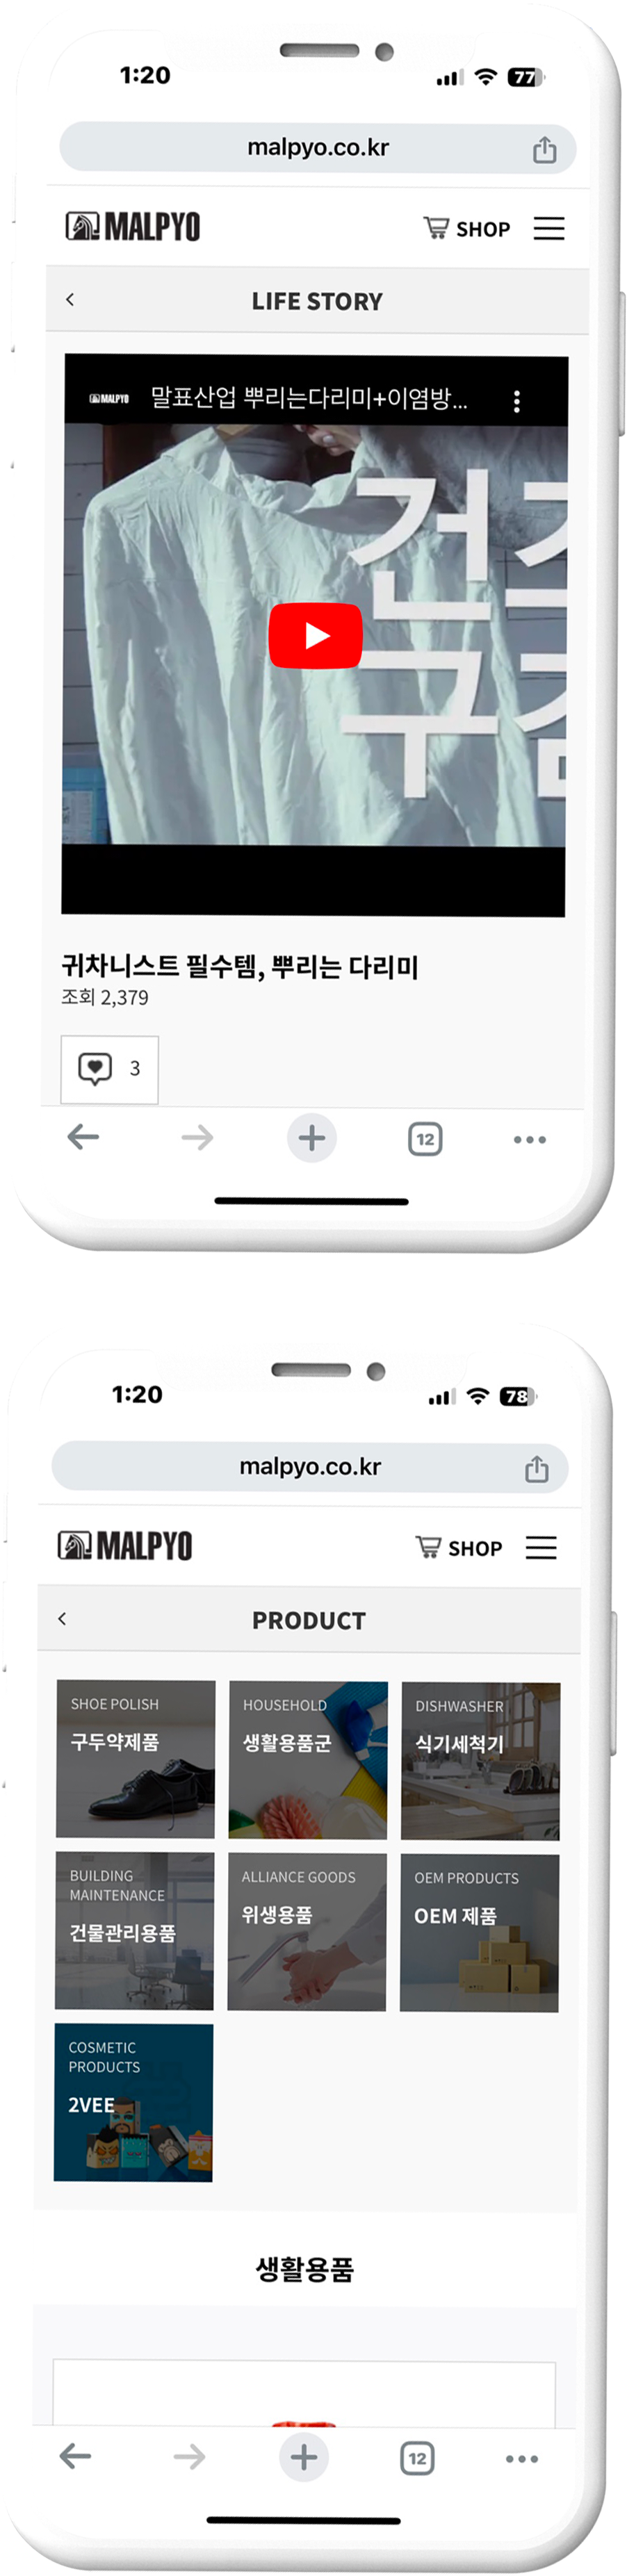 1:20
77
malpyo.co.kr
MALPYO
SHOP
LIFE STORY
MALPYO 말표산업 뿌리는다리미+이염방...
건
구
귀차니스트 필수템, 뿌리는 다리미
조회 2,379
3
12
1:20
78
malpyo.co.kr
MALPYO
SHOP
PRODUCT
SHOE POLISH
구두약제품
HOUSEHOLD
생활용품군
DISHWASHER
식기세척기
BUILDING
MAINTENANCE
건물관리용품
ALLIANCE GOODS
위생용품
OEM PRODUCTS
OEM 제품
COSMETIC
PRODUCTS
2VEE
생활용품
12